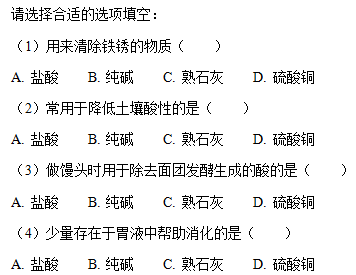 请选择合适的选项填空：
（1）用来清除铁锈的物质（　　）
A. 盐酸　　B. 纯碱　　C. 熟石灰　　D. 硫酸铜
（2）常用于降低土壤酸性的是（　　）
A. 盐酸　　B. 纯碱　　C. 熟石灰　　D. 硫酸铜
（3）做馒头时用于除去面团发酵生成的酸的是（　　）
A. 盐酸　　B. 纯碱　　C. 熟石灰　　D. 硫酸铜
（4）少量存在于胃液中帮助消化的是（　　）
A. 盐酸　　B. 纯碱　　C. 熟石灰　　D. 硫酸铜